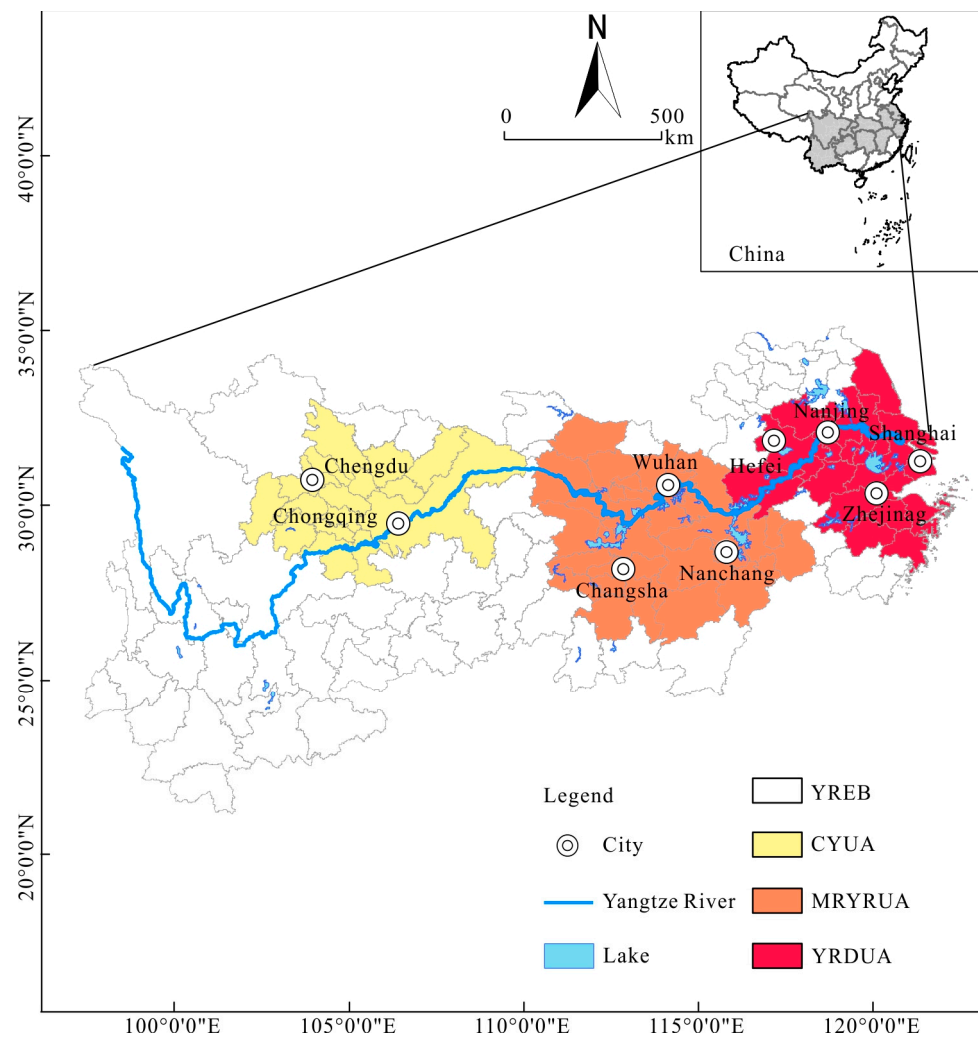 N
0 500
km
China
40°0'0"N
35°0'0"N
30°0'0"N
25°0'0"N
20°0'0"N
Nanjing
Shanghai
Hefei
Wuhan
Zhejinag
Chengdu
Chongqing
Nanchang
Changsha
Legend
City
Yangtze River
Lake
YREB
CYUA
MRYRUA
YRDUA
100°0'0"E 105°0'0"E 110°0'0"E 115°0'0"E 120°0'0"E